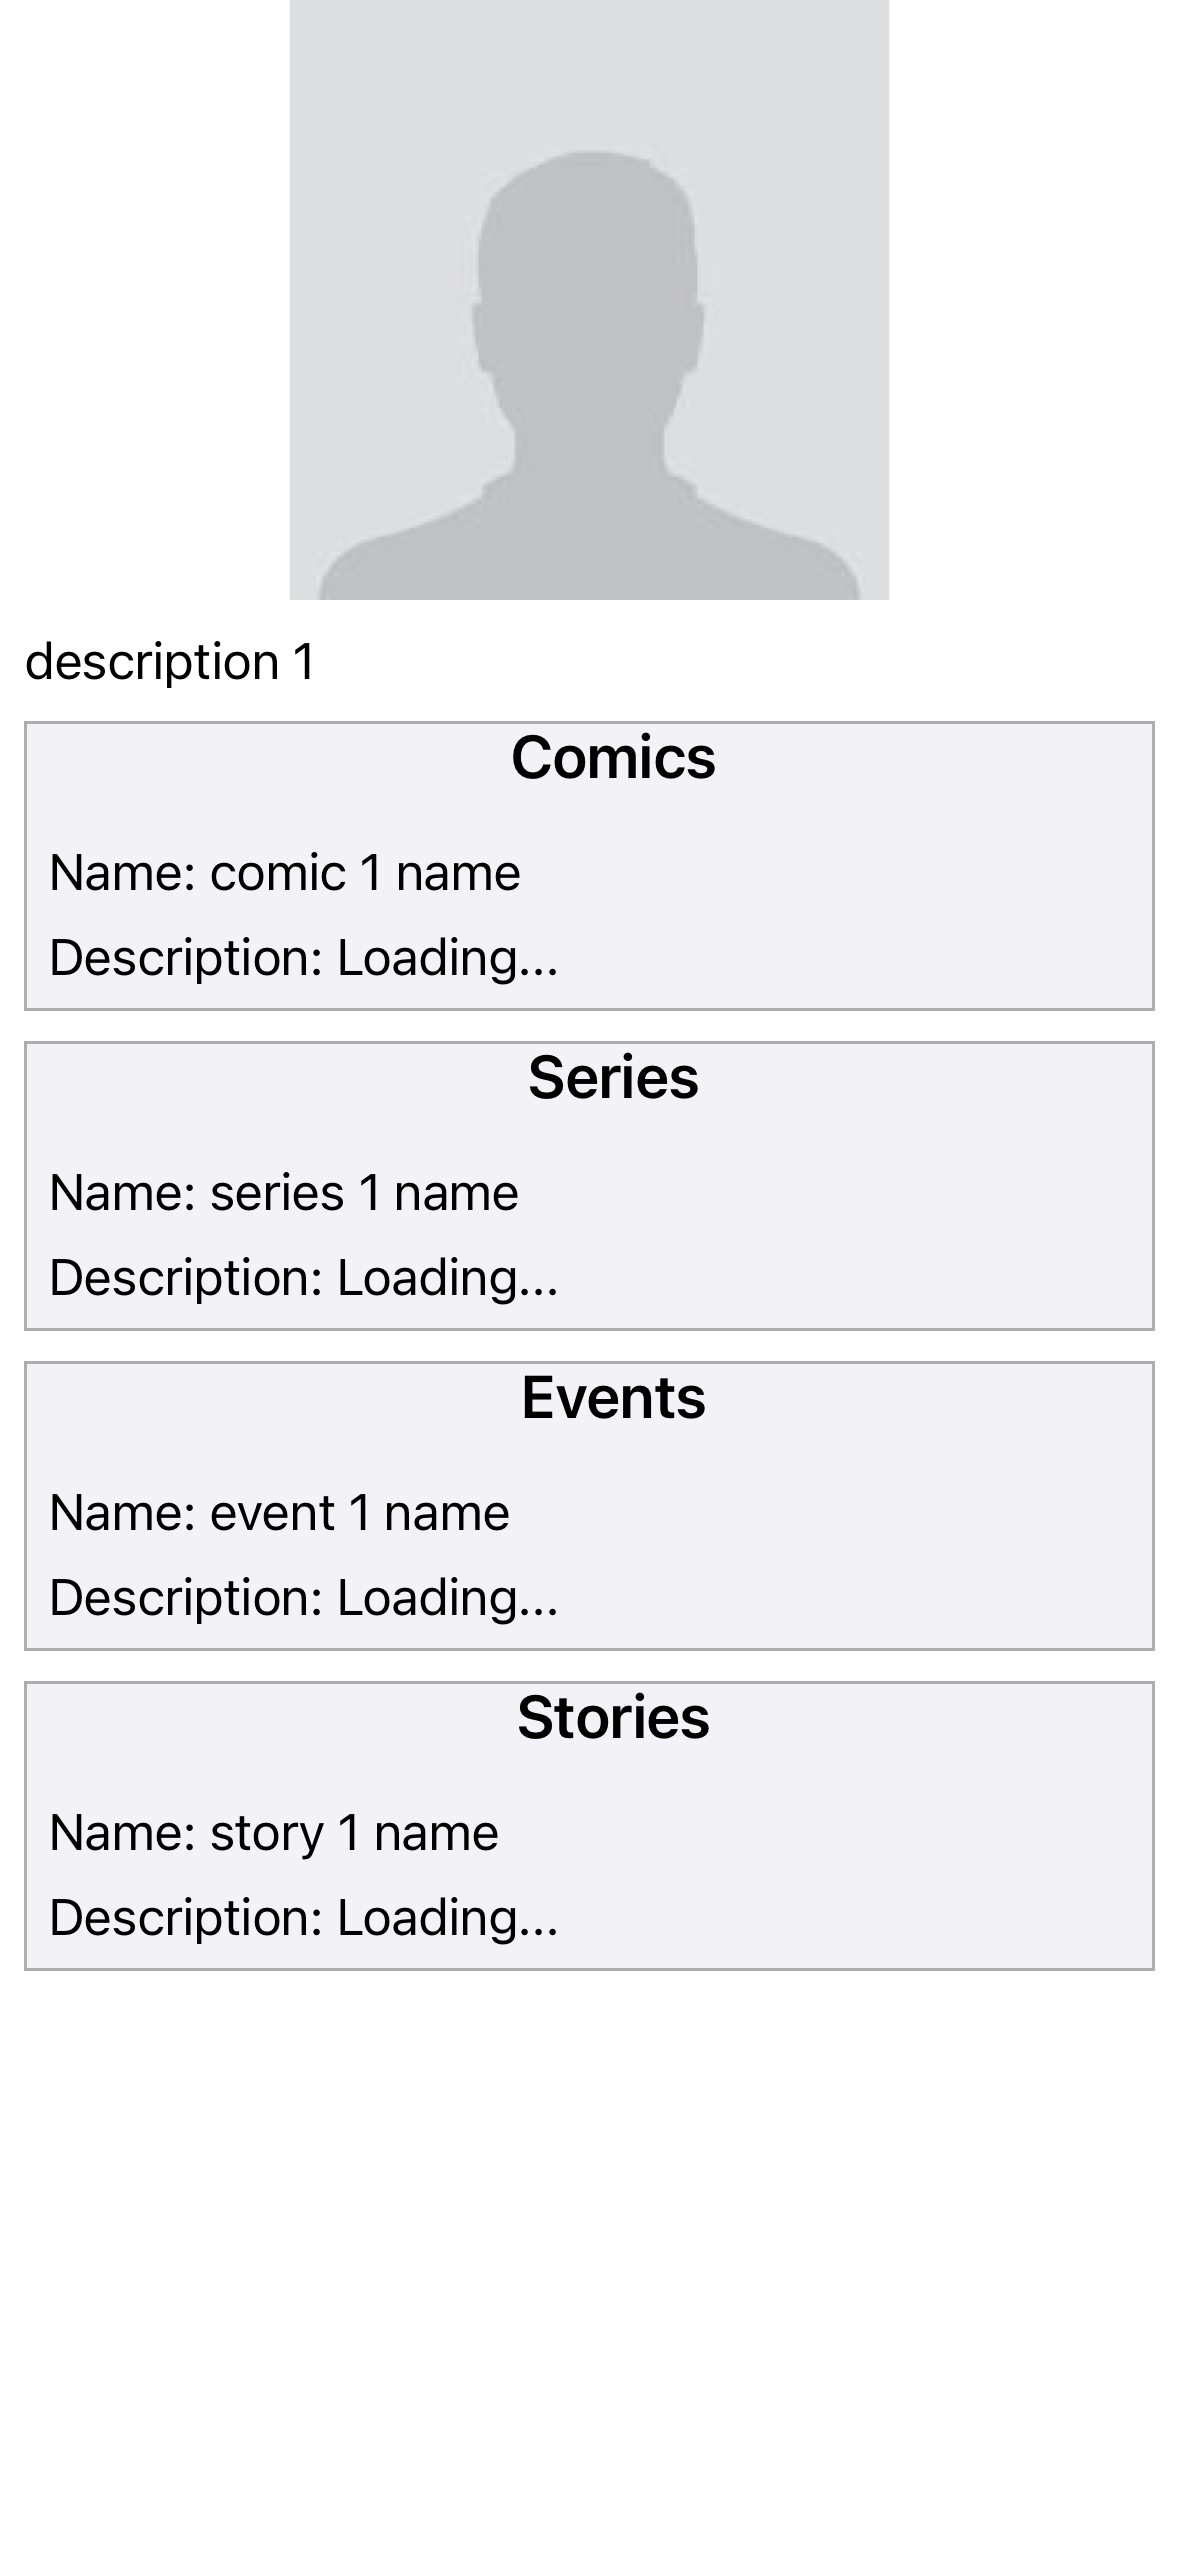 description 1
Comics
Name: comic 1 name
Description: Loading...
Series
Name: series 1 name
Description: Loading...
Events
Name: event 1 name
Description: Loading...
Stories
Name: story 1 name
Description: Loading...